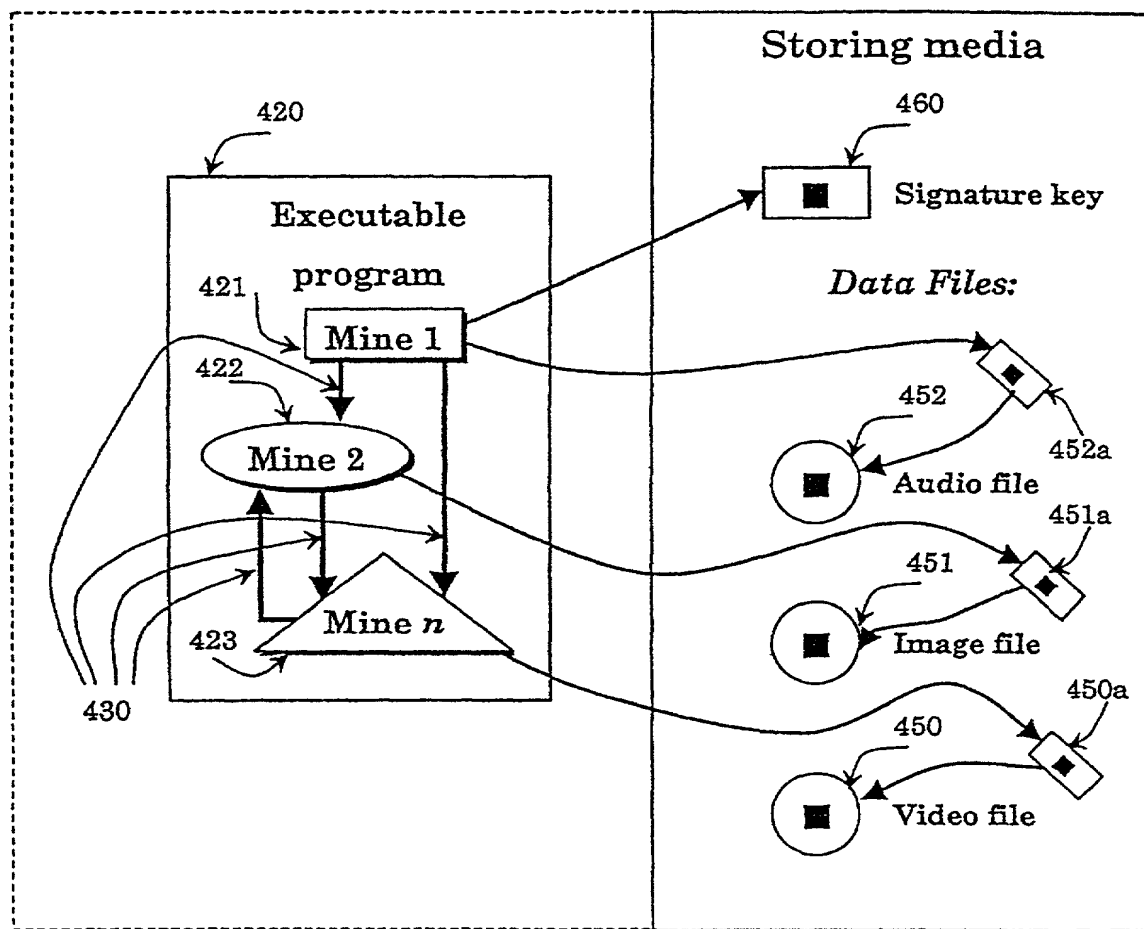 Storing media
420
460
Executable
program
Signature key
421
Mine 1
Data Files:
422
452
452a
Mine 2
Audio file
451a
451
Mine n
Image file
423
430
450a
450
Video file